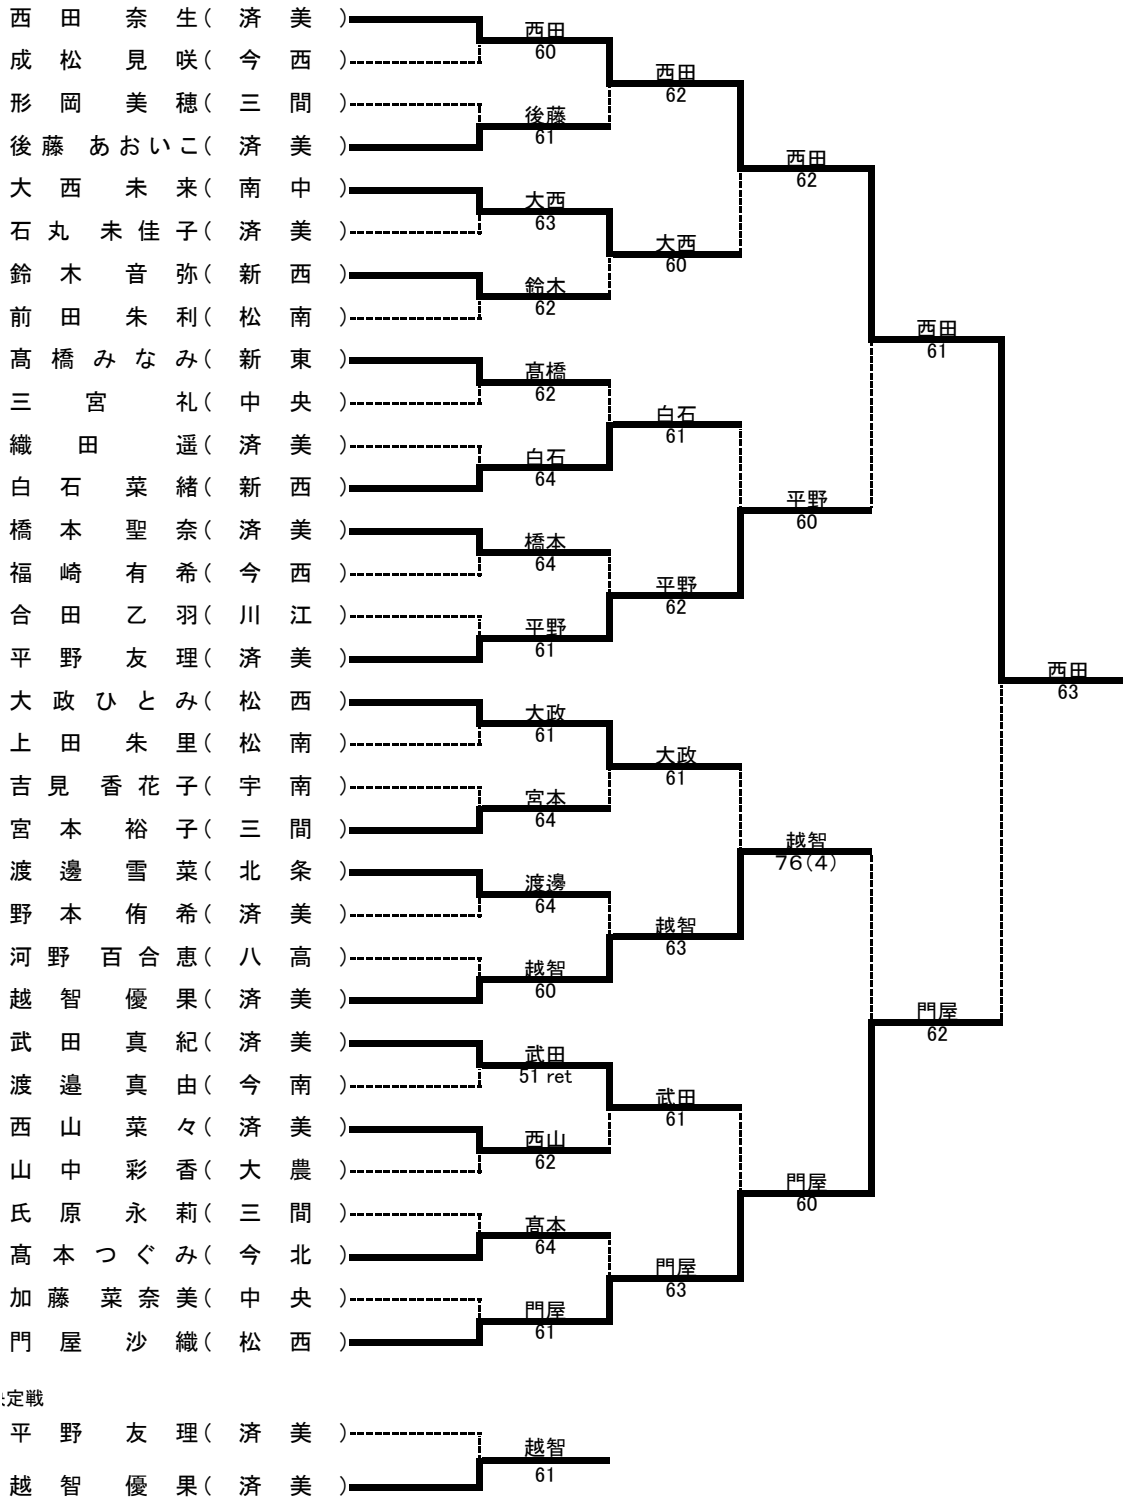 西田 奈生(済美)
西田
60
成松 見咲(今西)
西田
62
形岡 美穂(三間)
後藤
61
後藤 あおいこ(済美)
西田
62
大西 未来(南中)
大西
63
石丸 未佳子(済美)
大西
60
鈴木 音弥(新西)
鈴木
62
前田 朱利(松南)
西田
61
髙橋みなみ(新東)
髙橋
62
三宮 礼(中央)
白石
61
織田 遥(済美)
白石
64
白石 菜緒(新西)
平野
60
橋本 聖奈(済美)
橋本
64
福崎 有希(今西)
平野
62
合田 乙羽(川江)
平野
61
平野 友理(済美)
西田
63
大政ひとみ(松西)
大政
61
上田 朱里(松南)
大政
61
吉見 香花子(宇南)
宮本
64
宮本 裕子(三間)
越智
76(4)
渡邊 雪菜(北条)
渡邊
64
野本 侑希(済美)
越智
63
河野 百合恵(八高)
越智
60
越智 優果(済美)
門屋
62
武田 真紀(済美)
武田
51 ret
渡邉 真由(今南)
武田
61
西山 菜々(済美)
西山
62
山中 彩香(大農)
門屋
60
氏原 永莉(三間)
髙本
64
髙本つぐみ(今北)
門屋
63
加藤 菜奈美(中央)
門屋
61
門屋 沙織(松西)
定戦
平野 友理(済美)
越智
61
越智 優果(済美)